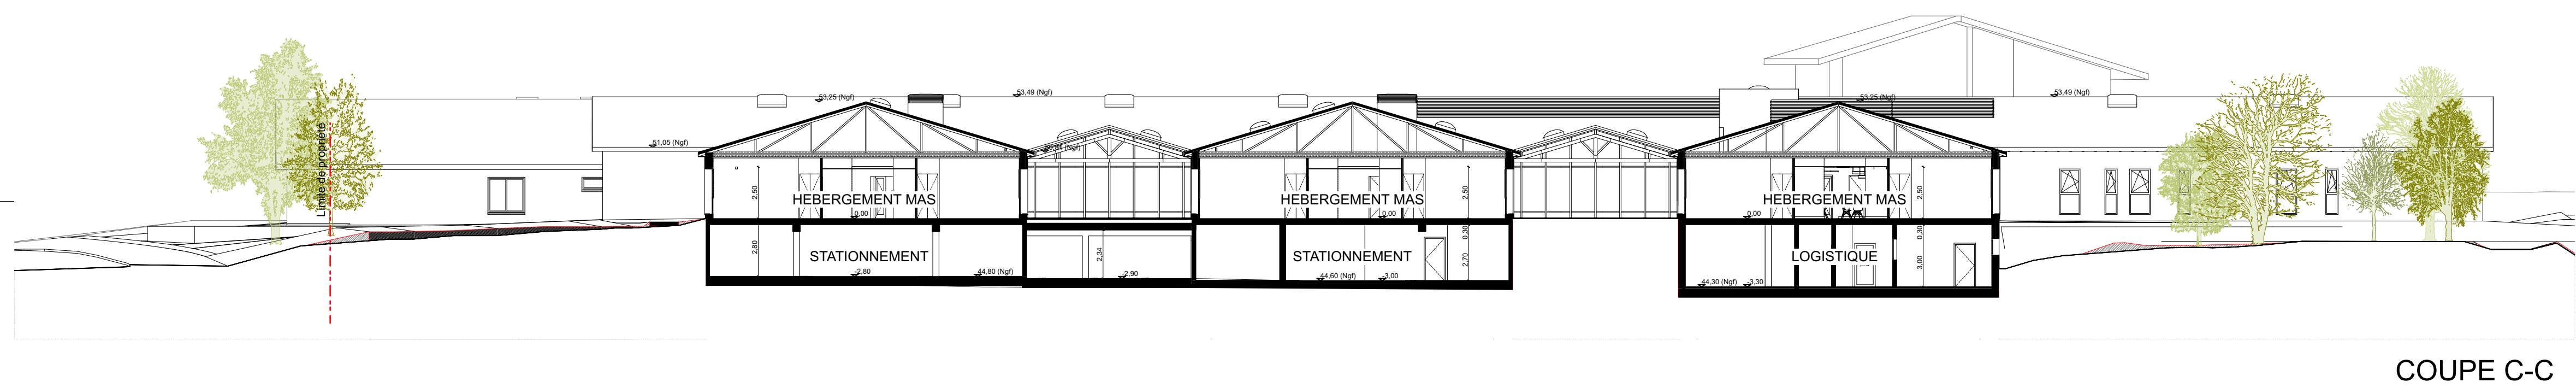 Limite de propriété
53,25 (Ngf)
53,49 (Ngf)
53,25 (Ngf)
53,49 (Ngf)
51,05 (Ngf)
2,50
2,50
2,50
HEBERGEMENT MAS
HEBERGEMENT MAS
HEBERGEMENT MAS
0,00
0,00
0,00
2,80
2,34
0,30
2,70
0,30
3,00
STATIONNEMENT
STATIONNEMENT
LOGISTIQUE
-2,80
44,80 (Ngf)
-2,90
44,60 (Ngf)
-3,00
44,30 (Ngf)
-3,30
COUPE C-C